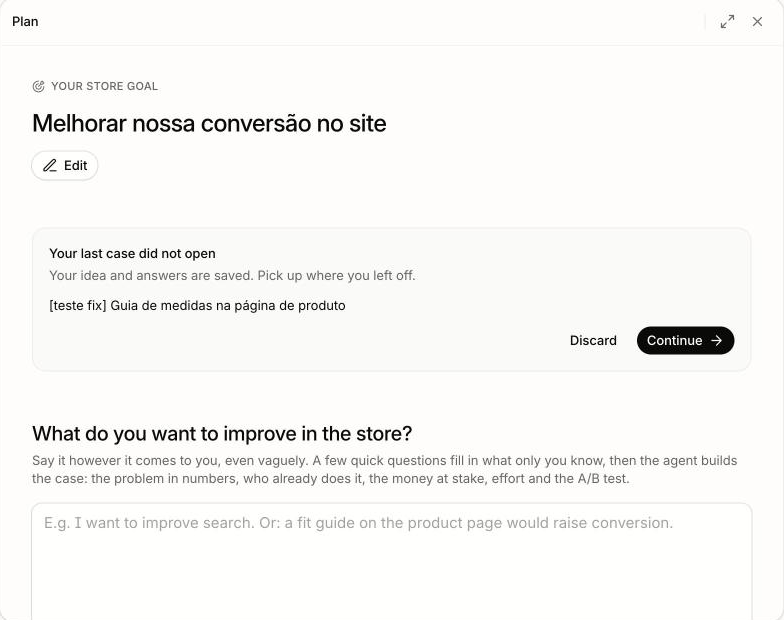 Plan
YOUR STORE GOAL
Melhorar nossa conversão no site
Edit
Your last case did not open
Your idea and answers are saved. Pick up where you left off.
[teste fix] Guia de medidas na página de produto
Discard
Continue →
What do you want to improve in the store?
Say it however it comes to you, even vaguely. A few quick questions fill in what only you know, then the agent builds
the case: the problem in numbers, who already does it, the money at stake, effort and the A/B test.
E.g. I want to improve search. Or: a fit guide on the product page would raise conversion.